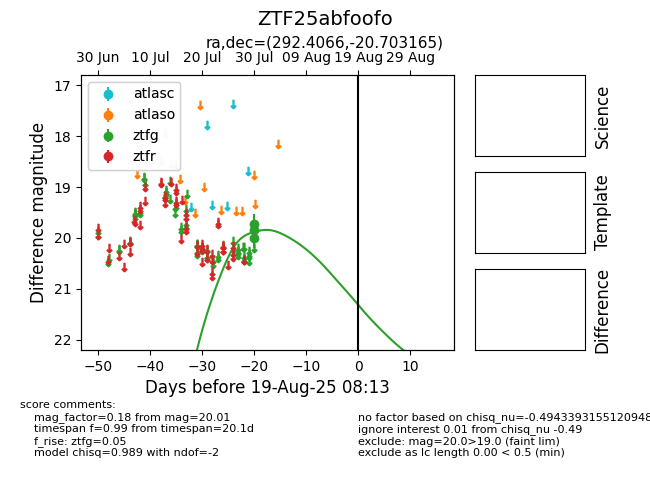 ZTF25abfoofo
ra,dec=(292.4066,-20.703165)
30 Jun 10 Jul 20 Jul 30 Jul 09 Aug 19 Aug 29 Aug
17
18
19
20
21
22
Difference magnitude
atlasc
atlaso
ztfg
ztfr
−50 −40 −30 −20 −10 0 10
Days before 19-Aug-25 08:13
Science
Template
Difference
score comments:
mag_factor=0.18 from mag=20.01
timespan f=0.99 from timespan=20.1d
f_rise: ztfg=0.05
model chisq=0.989 with ndof=-2
no factor based on chisq_nu=-0.4943393155120948
ignore interest 0.01 from chisq_nu -0.49
exclude: mag=20.0>19.0 (faint lim)
exclude as lc length 0.00 < 0.5 (min)